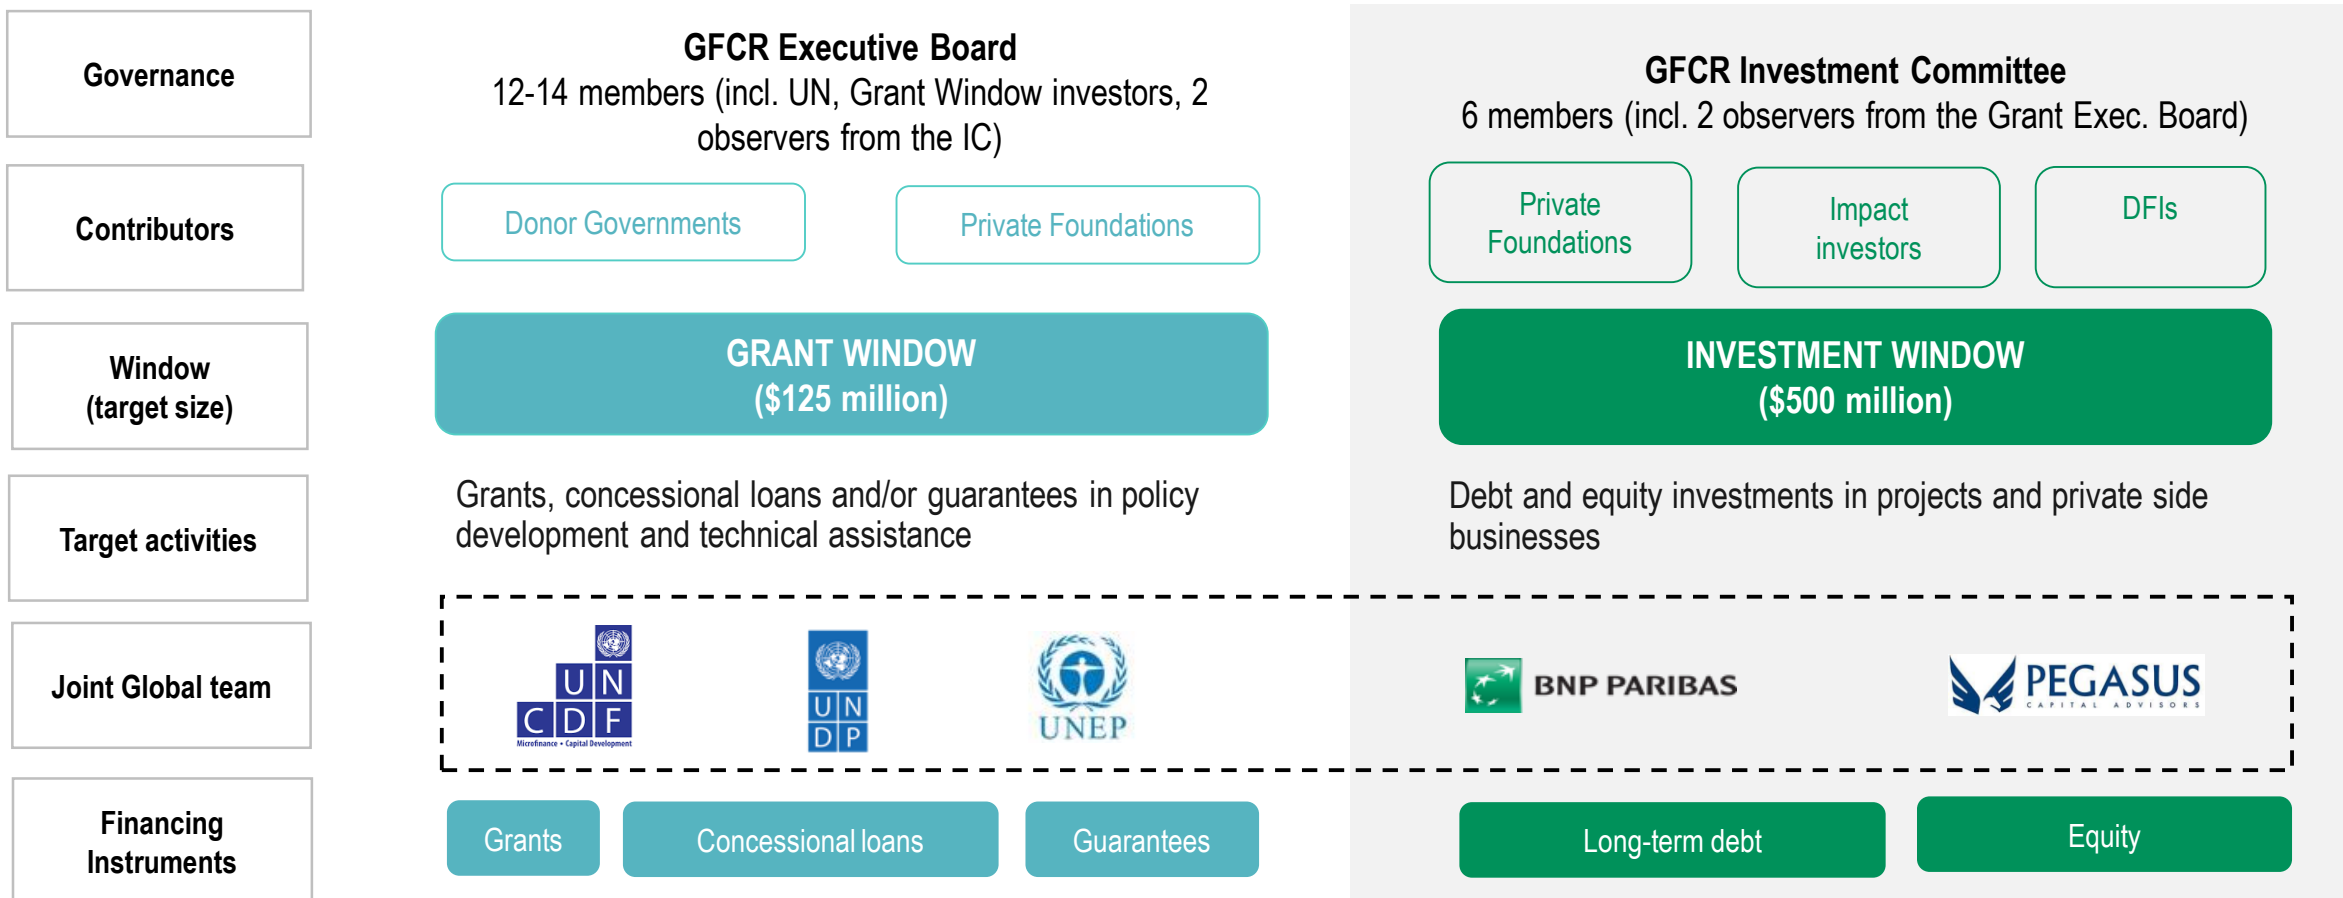 Governance
GFCR Executive Board
12-14 members (incl. UN, Grant Window investors, 2
observers from the IC)
GFCR Investment Committee
6 members (incl. 2 observers from the Grant Exec. Board)
Contributors
Donor Governments
Private Foundations
Private
Foundations
Impact
investors
DFIs
Window
(target size)
GRANT WINDOW
($125 million)
INVESTMENT WINDOW
($500 million)
Target activities
Grants, concessional loans and/or guarantees in policy
development and technical assistance
Debt and equity investments in projects and private side
businesses
Joint Global team
UN
CDF
Microfinance • Capital Development
UN
DP
UNEP
BNP PARIBAS
PEGASUS
CAPITAL ADVISORS
Financing
Instruments
Grants
Concessional loans
Guarantees
Long-term debt
Equity